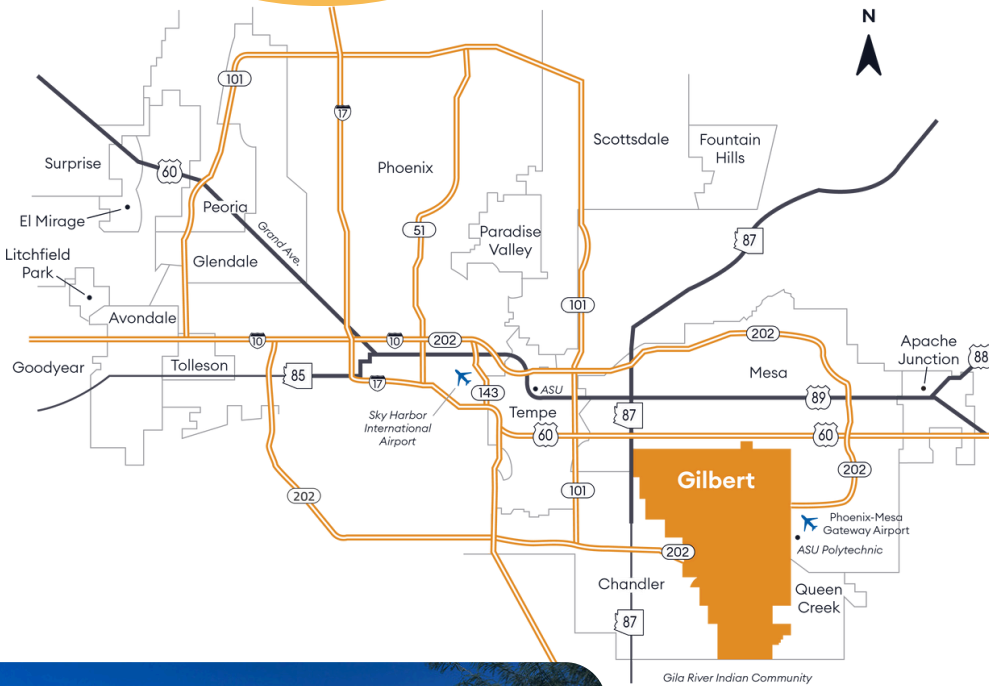 N
101
17
Scottsdale
Fountain
Hills
Surprise
60
Phoenix
El Mirage
Peoria
51
Paradise
Valley
87
Grand Ave.
Litchfield
Park
Glendale
101
Avondale
10
10
202
202
Apache
Junction
88
Goodyear
Tolleson
85
17
Mesa
143
ASU
89
Sky Harbor
International
Airport
Tempe
87
60
60
Gilbert
202
101
202
Phoenix-Mesa
Gateway Airport
ASU Polytechnic
202
Chandler
Queen
Creek
87
Gila River Indian Community